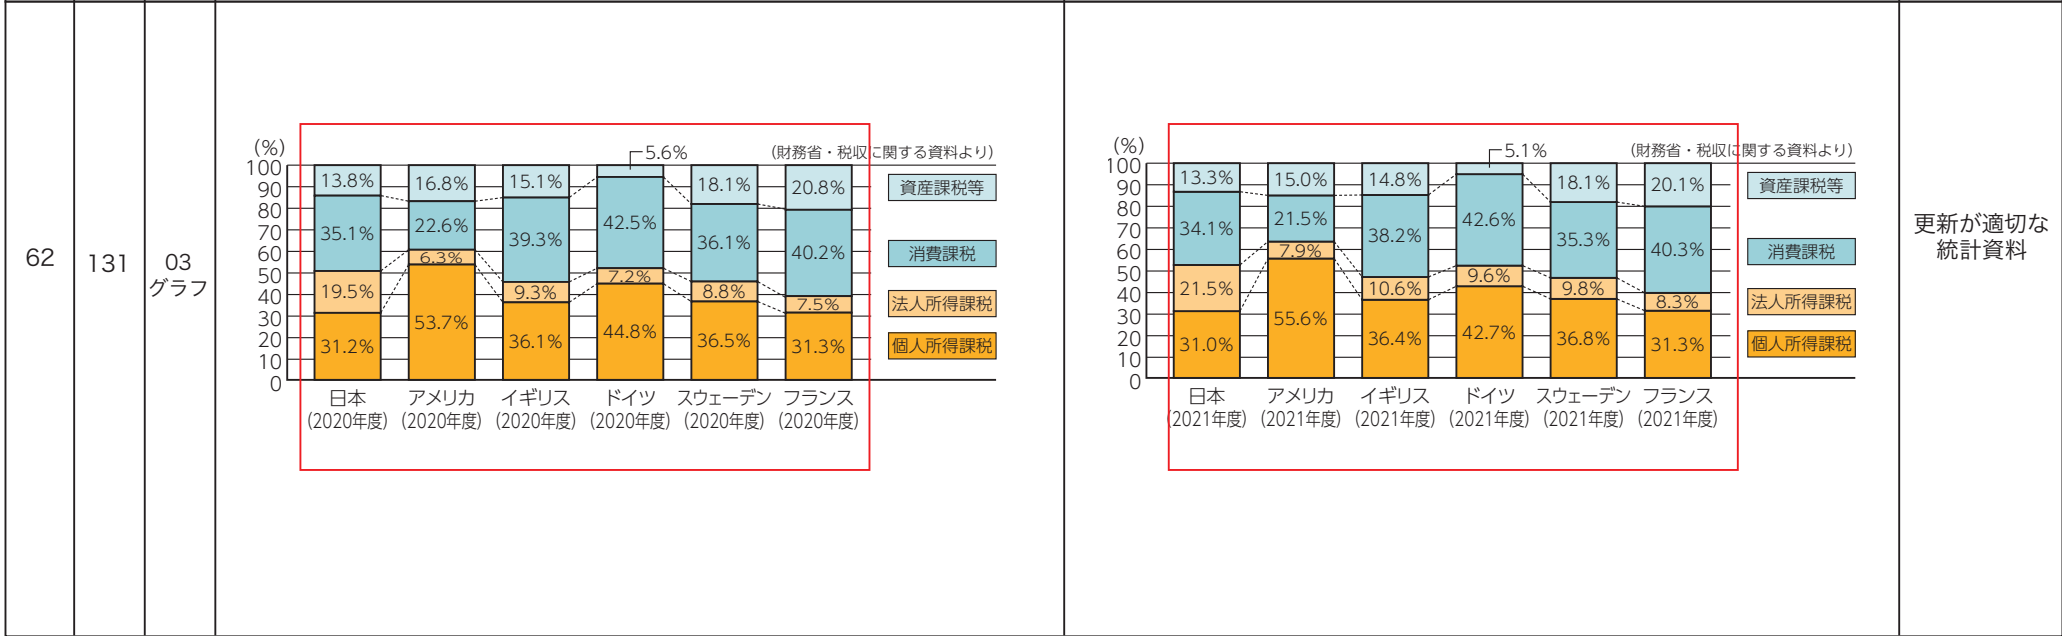 62
131
03
グラフ
(%)
100
90
80
70
60
50
40
30
20
10
0
5.6%
(財務省・税収に関する資料より)
13.8% 16.8% 15.1% 18.1% 20.8%
35.1% 22.6% 39.3% 42.5% 36.1% 40.2%
19.5% 6.3% 9.3% 7.2% 8.8% 7.5%
31.2% 53.7% 36.1% 44.8% 36.5% 31.3%
資産課税等
消費課税
法人所得課税
個人所得課税
日本 アメリカ イギリス ドイツ スウェーデン フランス
(2020年度) (2020年度) (2020年度) (2020年度) (2020年度) (2020年度)
(%)
100
90
80
70
60
50
40
30
20
10
0
5.1%
(財務省・税収に関する資料より)
13.3% 15.0% 14.8% 18.1% 20.1%
34.1% 21.5% 38.2% 42.6% 35.3% 40.3%
21.5% 7.9% 10.6% 9.6% 9.8% 8.3%
31.0% 55.6% 36.4% 42.7% 36.8% 31.3%
資産課税等
消費課税
法人所得課税
個人所得課税
日本 アメリカ イギリス ドイツ スウェーデン フランス
(2021年度) (2021年度) (2021年度) (2021年度) (2021年度) (2021年度)
更新が適切な
統計資料